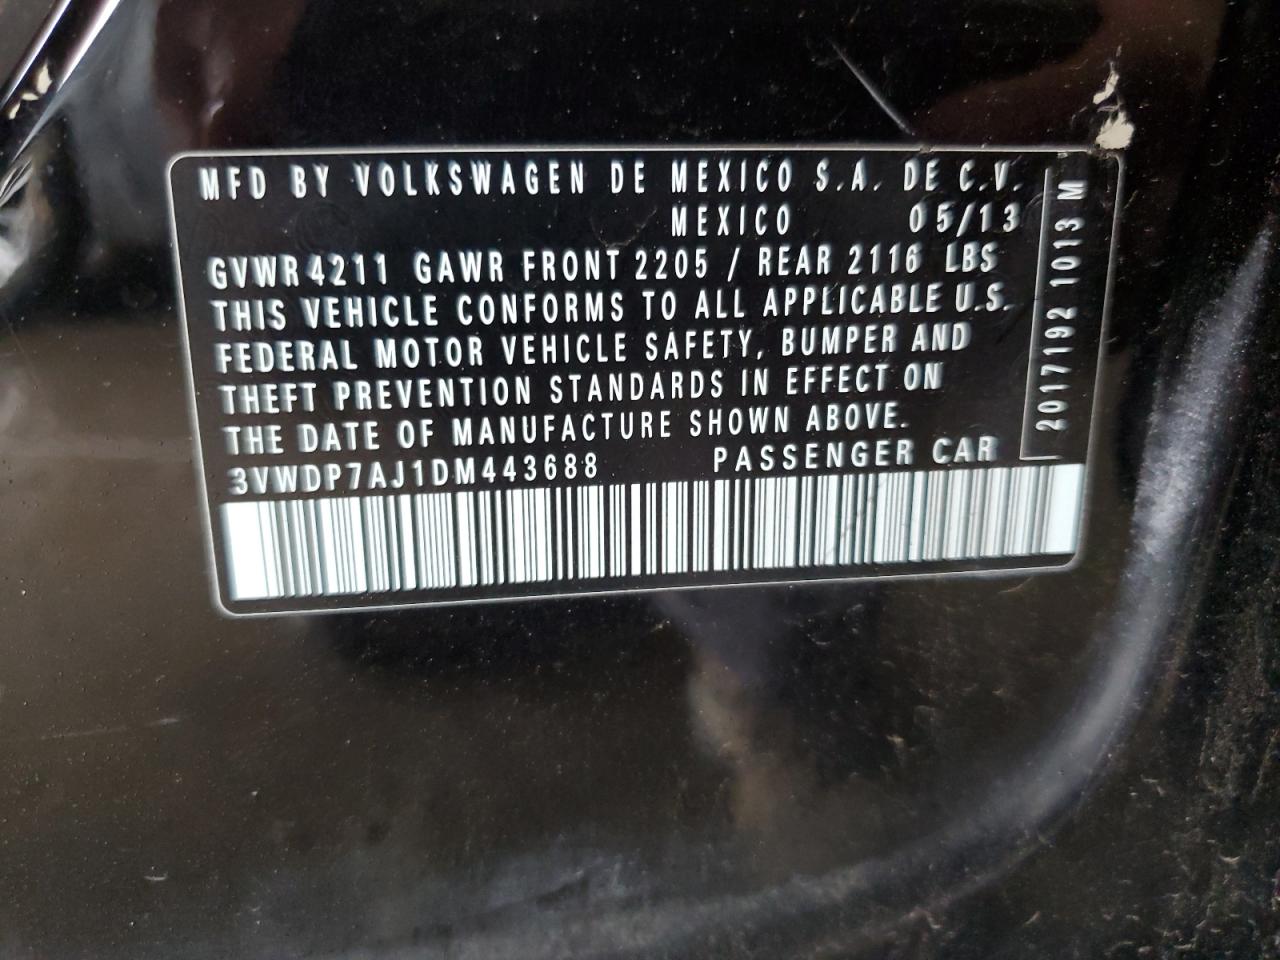 MFD BY VOLKSWAGEN DE MEXICO S.A. DE C.V.
MEXICO 05/13
GVWR 4211 GAWR FRONT 2205 / REAR 2116 LBS
THIS VEHICLE CONFORMS TO ALL APPLICABLE U.S.
FEDERAL MOTOR VEHICLE SAFETY, BUMPER AND
THEFT PREVENTION STANDARDS IN EFFECT ON
THE DATE OF MANUFACTURE SHOWN ABOVE.
3VWDP7AJ1DM443688 PASSENGER CAR
2017192 1013 M